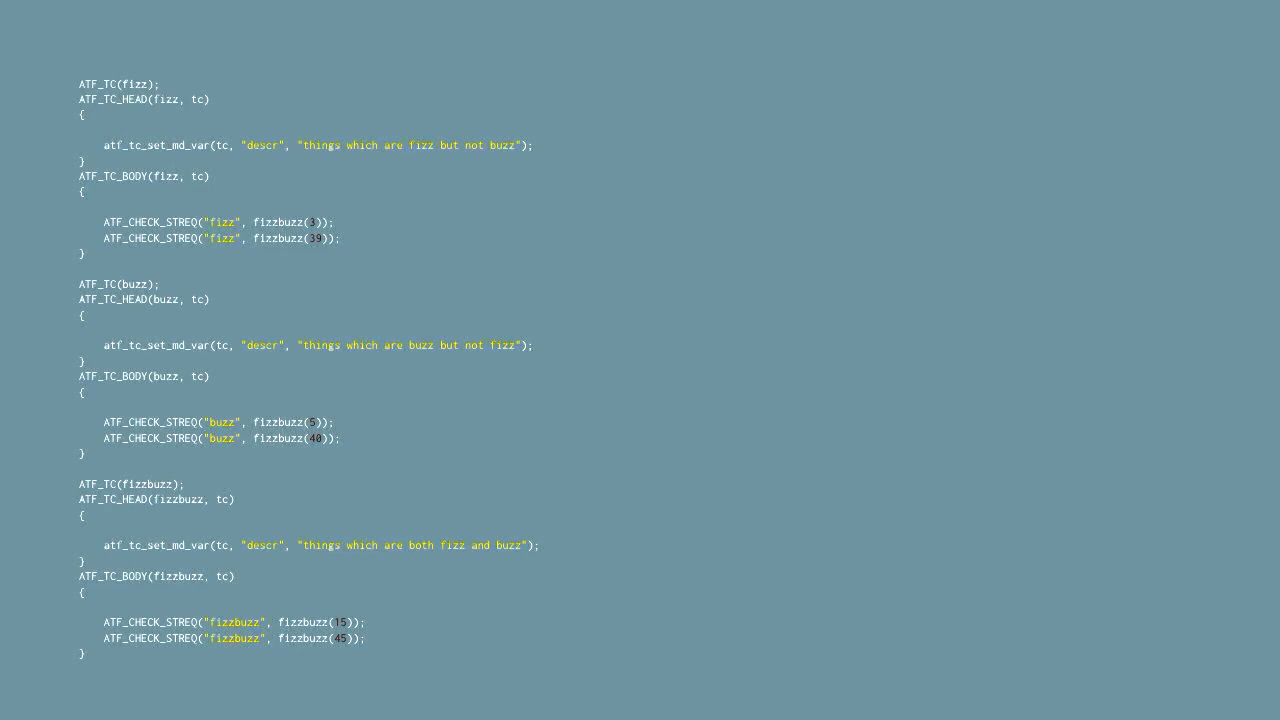 ATF_TC(fizz);
ATF_TC_HEAD(fizz, tc)
{
atf_tc_set_md_var(tc, "descr", "things which are fizz but not buzz");
}
ATF_TC_BODY(fizz, tc)
{
ATF_CHECK_STREQ("fizz", fizzbuzz(3));
ATF_CHECK_STREQ("fizz", fizzbuzz(39));
}
ATF_TC(buzz);
ATF_TC_HEAD(buzz, tc)
{
atf_tc_set_md_var(tc, "descr", "things which are buzz but not fizz");
}
ATF_TC_BODY(buzz, tc)
{
ATF_CHECK_STREQ("buzz", fizzbuzz(5));
ATF_CHECK_STREQ("buzz", fizzbuzz(40));
}
ATF_TC(fizzbuzz);
ATF_TC_HEAD(fizzbuzz, tc)
{
atf_tc_set_md_var(tc, "descr", "things which are both fizz and buzz");
}
ATF_TC_BODY(fizzbuzz, tc)
{
ATF_CHECK_STREQ("fizzbuzz", fizzbuzz(15));
ATF_CHECK_STREQ("fizzbuzz", fizzbuzz(45));
}